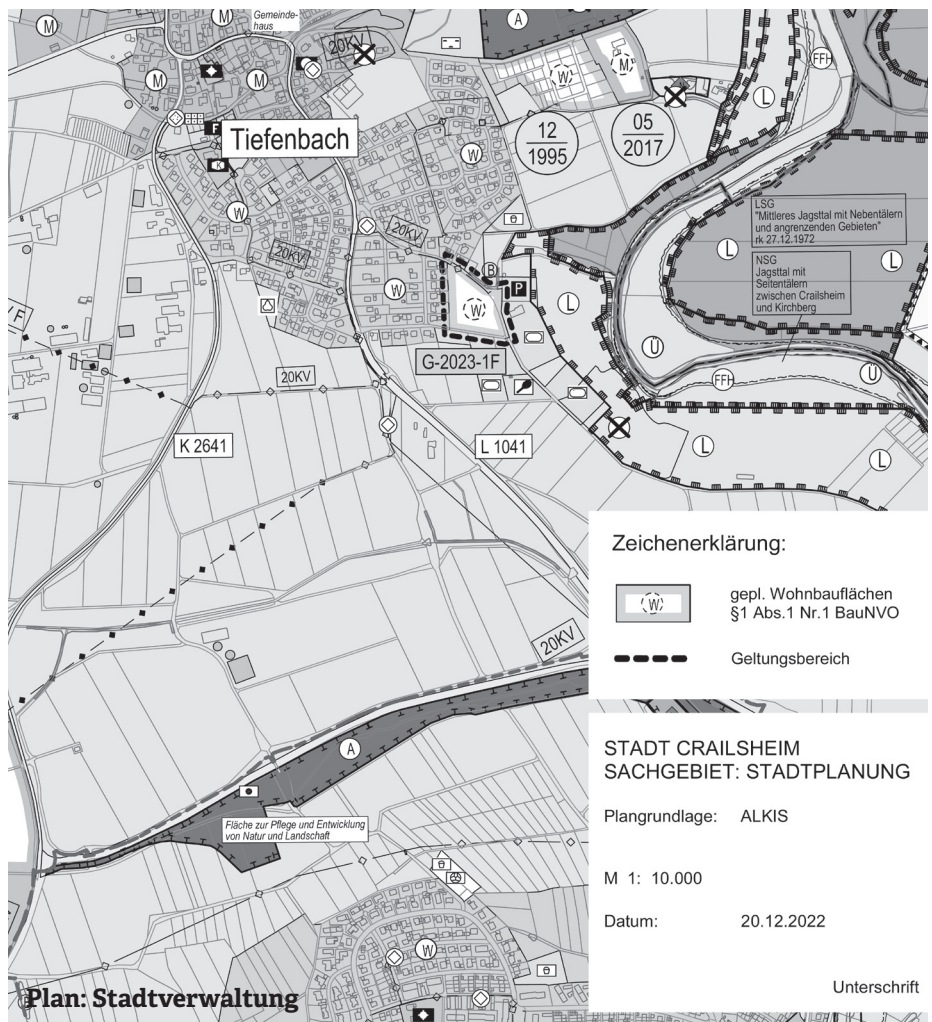 Gemeinde-
haus
A
M
M
M
M
20KV
W
FFH
L
F
Tiefenbach
K
12
1995
05
2017
W
W
LSG
"Mittleres Jagsttal mit Nebentälern
und angrenzenden Gebieten"
rk 27.12.1972
L
L
NSG
Jagsttal mit
Seitentälern
zwischen Crailsheim
und Kirchberg
20KV
20KV
B
P
W
W
L
G-2023-1F
Ü
FFH
Ü
20KV
K 2641
L 1041
L
L
Zeichenerklärung:
W
gepl. Wohnbauflächen
§1 Abs.1 Nr.1 BauNVO
Geltungsbereich
20KV
A
Fläche zur Pflege und Entwicklung
von Natur und Landschaft
STADT CRAILSHEIM
SACHGEBIET: STADTPLANUNG
Plangrundlage: ALKIS
M 1: 10.000
Datum: 20.12.2022
W
Unterschrift
Plan: Stadtverwaltung